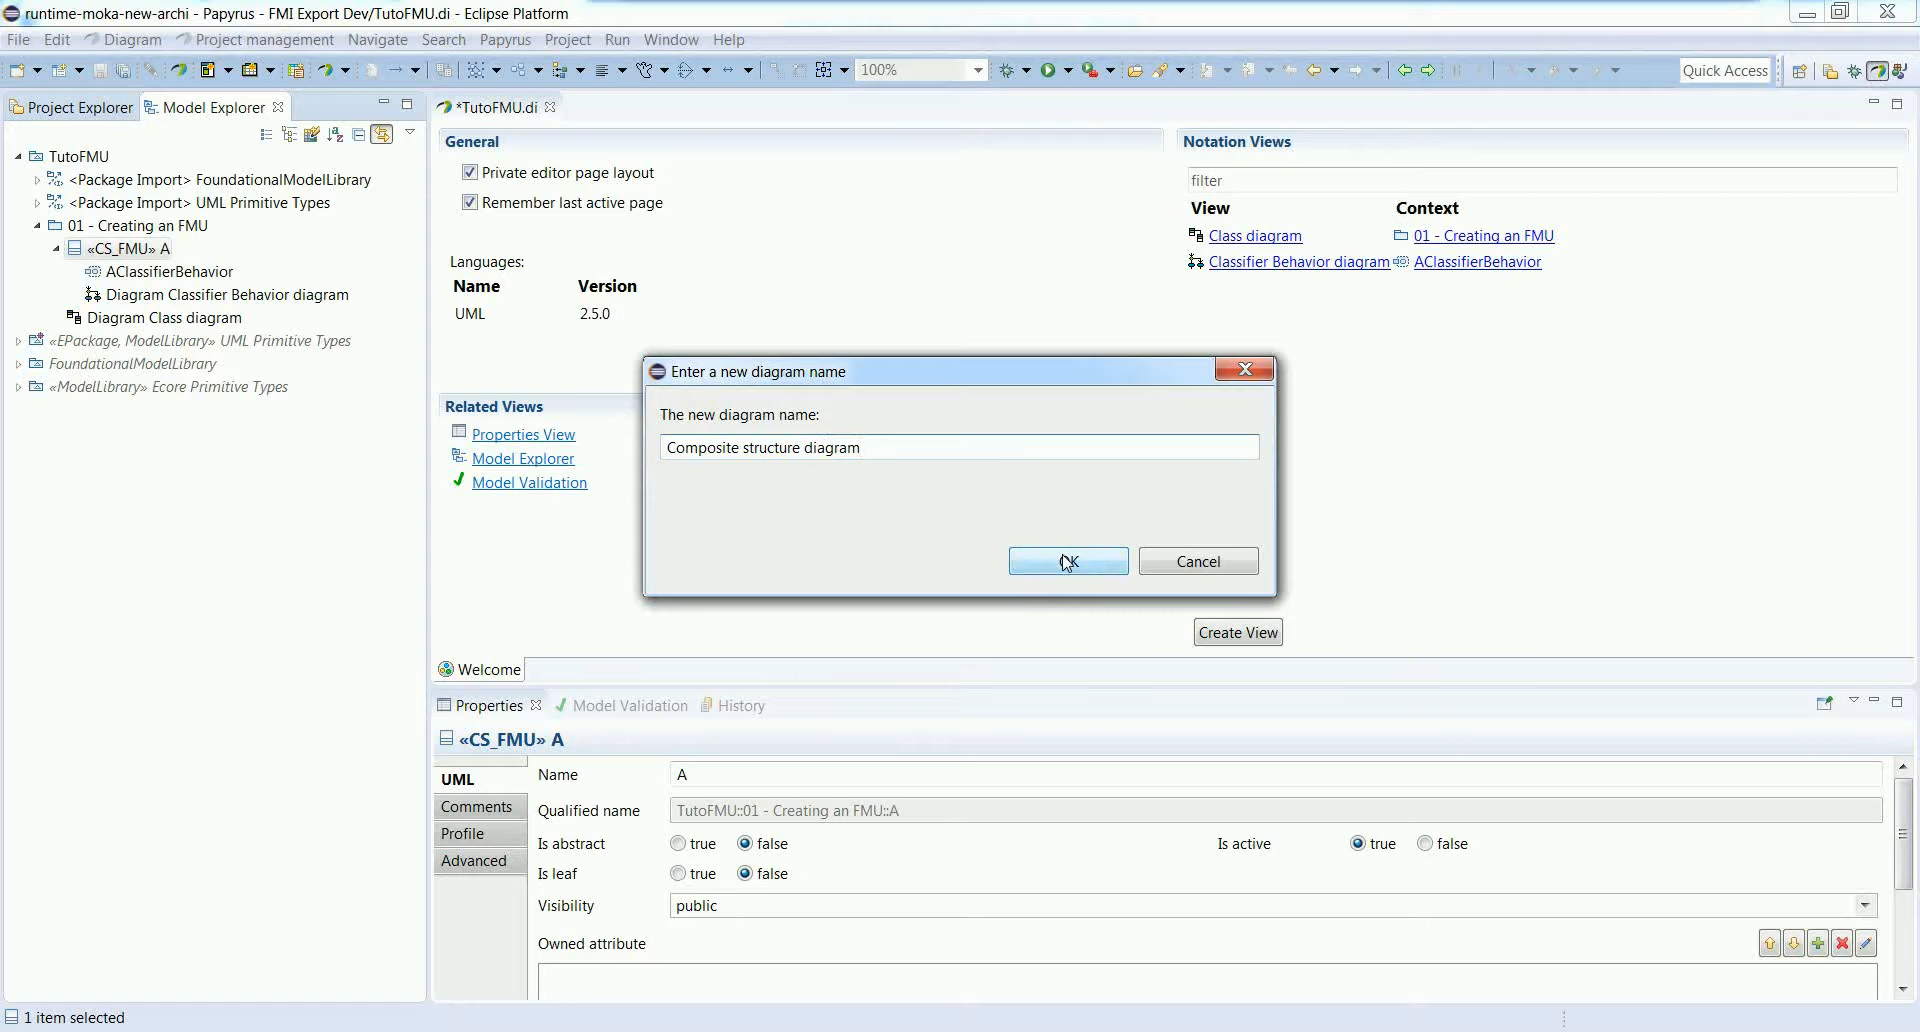 runtime-moka-new-archi - Papyrus - FMI Export Dev/TutoFMU.di - Eclipse Platform
File Edit Diagram Project management Navigate Search Papyrus Project Run Window Help
100%
Quick Access
Project Explorer
Model Explorer
TutoFMU
<Package Import> FoundationalModelLibrary
<Package Import> UML Primitive Types
01 - Creating an FMU
«CS_FMU» A
AClassifierBehavior
Diagram Classifier Behavior diagram
Diagram Class diagram
«EPackage, ModelLibrary» UML Primitive Types
FoundationalModelLibrary
«ModelLibrary» Ecore Primitive Types
*TutoFMU.di
General
Private editor page layout
Remember last active page
Languages:
Name Version
UML 2.5.0
Related Views
Properties View
Model Explorer
Model Validation
Notation Views
filter
View Context
Class diagram 01 - Creating an FMU
Classifier Behavior diagram AClassifierBehavior
Enter a new diagram name
The new diagram name:
Composite structure diagram
OK Cancel
Create View
Welcome
Properties Model Validation History
«CS_FMU» A
UML
Comments
Profile
Advanced
Name A
Qualified name TutoFMU::01 - Creating an FMU::A
Is abstract true false Is active true false
Is leaf true false
Visibility public
Owned attribute
1 item selected